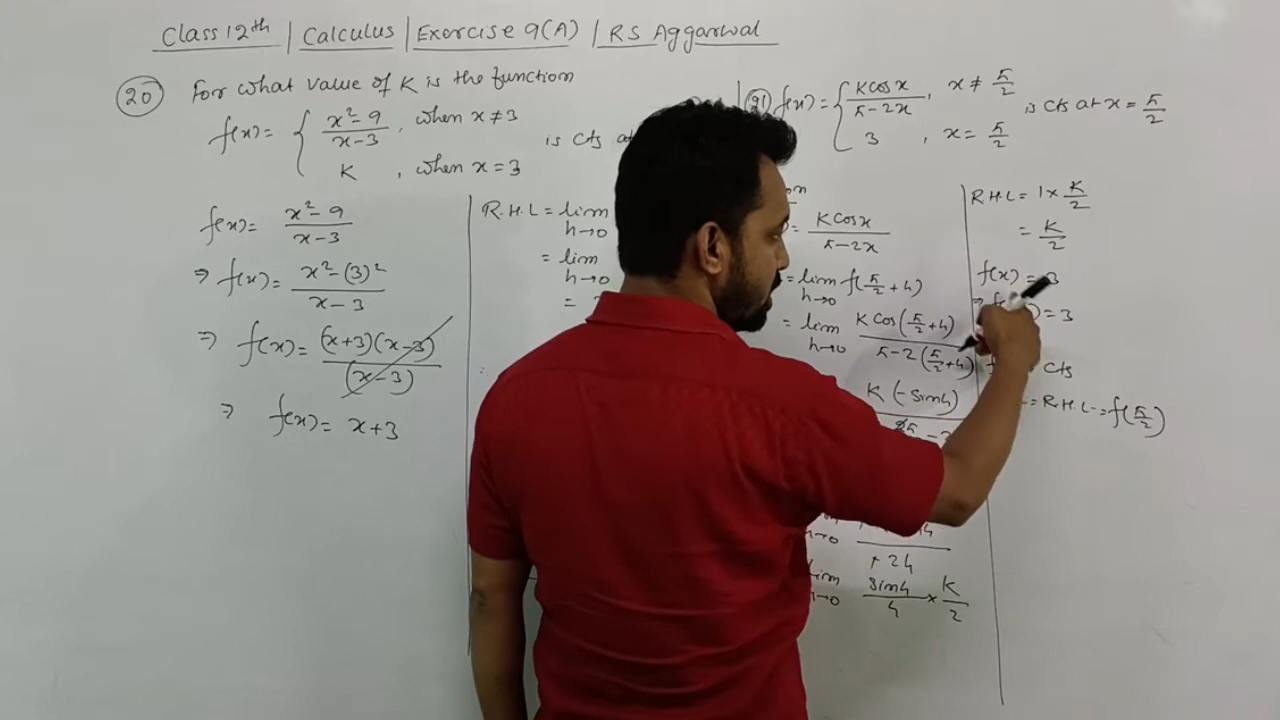 Class 12th | Calculus | Exercise 9(A) | RS Aggarwal
(20) For what value of K is the function
f(x) = { x²-9 / x-3 , when x ≠ 3
K , when x = 3
is cts at
f(x) = x²-9 / x-3
⇒ f(x) = x²-(3)² / x-3
⇒ f(x) = (x+3)(x-3) / (x-3)
⇒ f(x) = x+3
R.H.L = lim h→0
= lim h→0
=
(21) f(x) = { K cos x / π-2x , x ≠ π/2
3 , x = π/2
is cts at x = π/2
= K cos x / π-2x
= lim h→0 f(π/2 + h)
= lim h→0 K cos(π/2 + h) / π-2(π/2 + h)
K (-sin h)
+ 2h
lim h→0 sin h / h × K/2
R.H.L = 1 × K/2
= K/2
f(x) = 3
⇒ = 3
cts
= R.H.L = f(π/2)